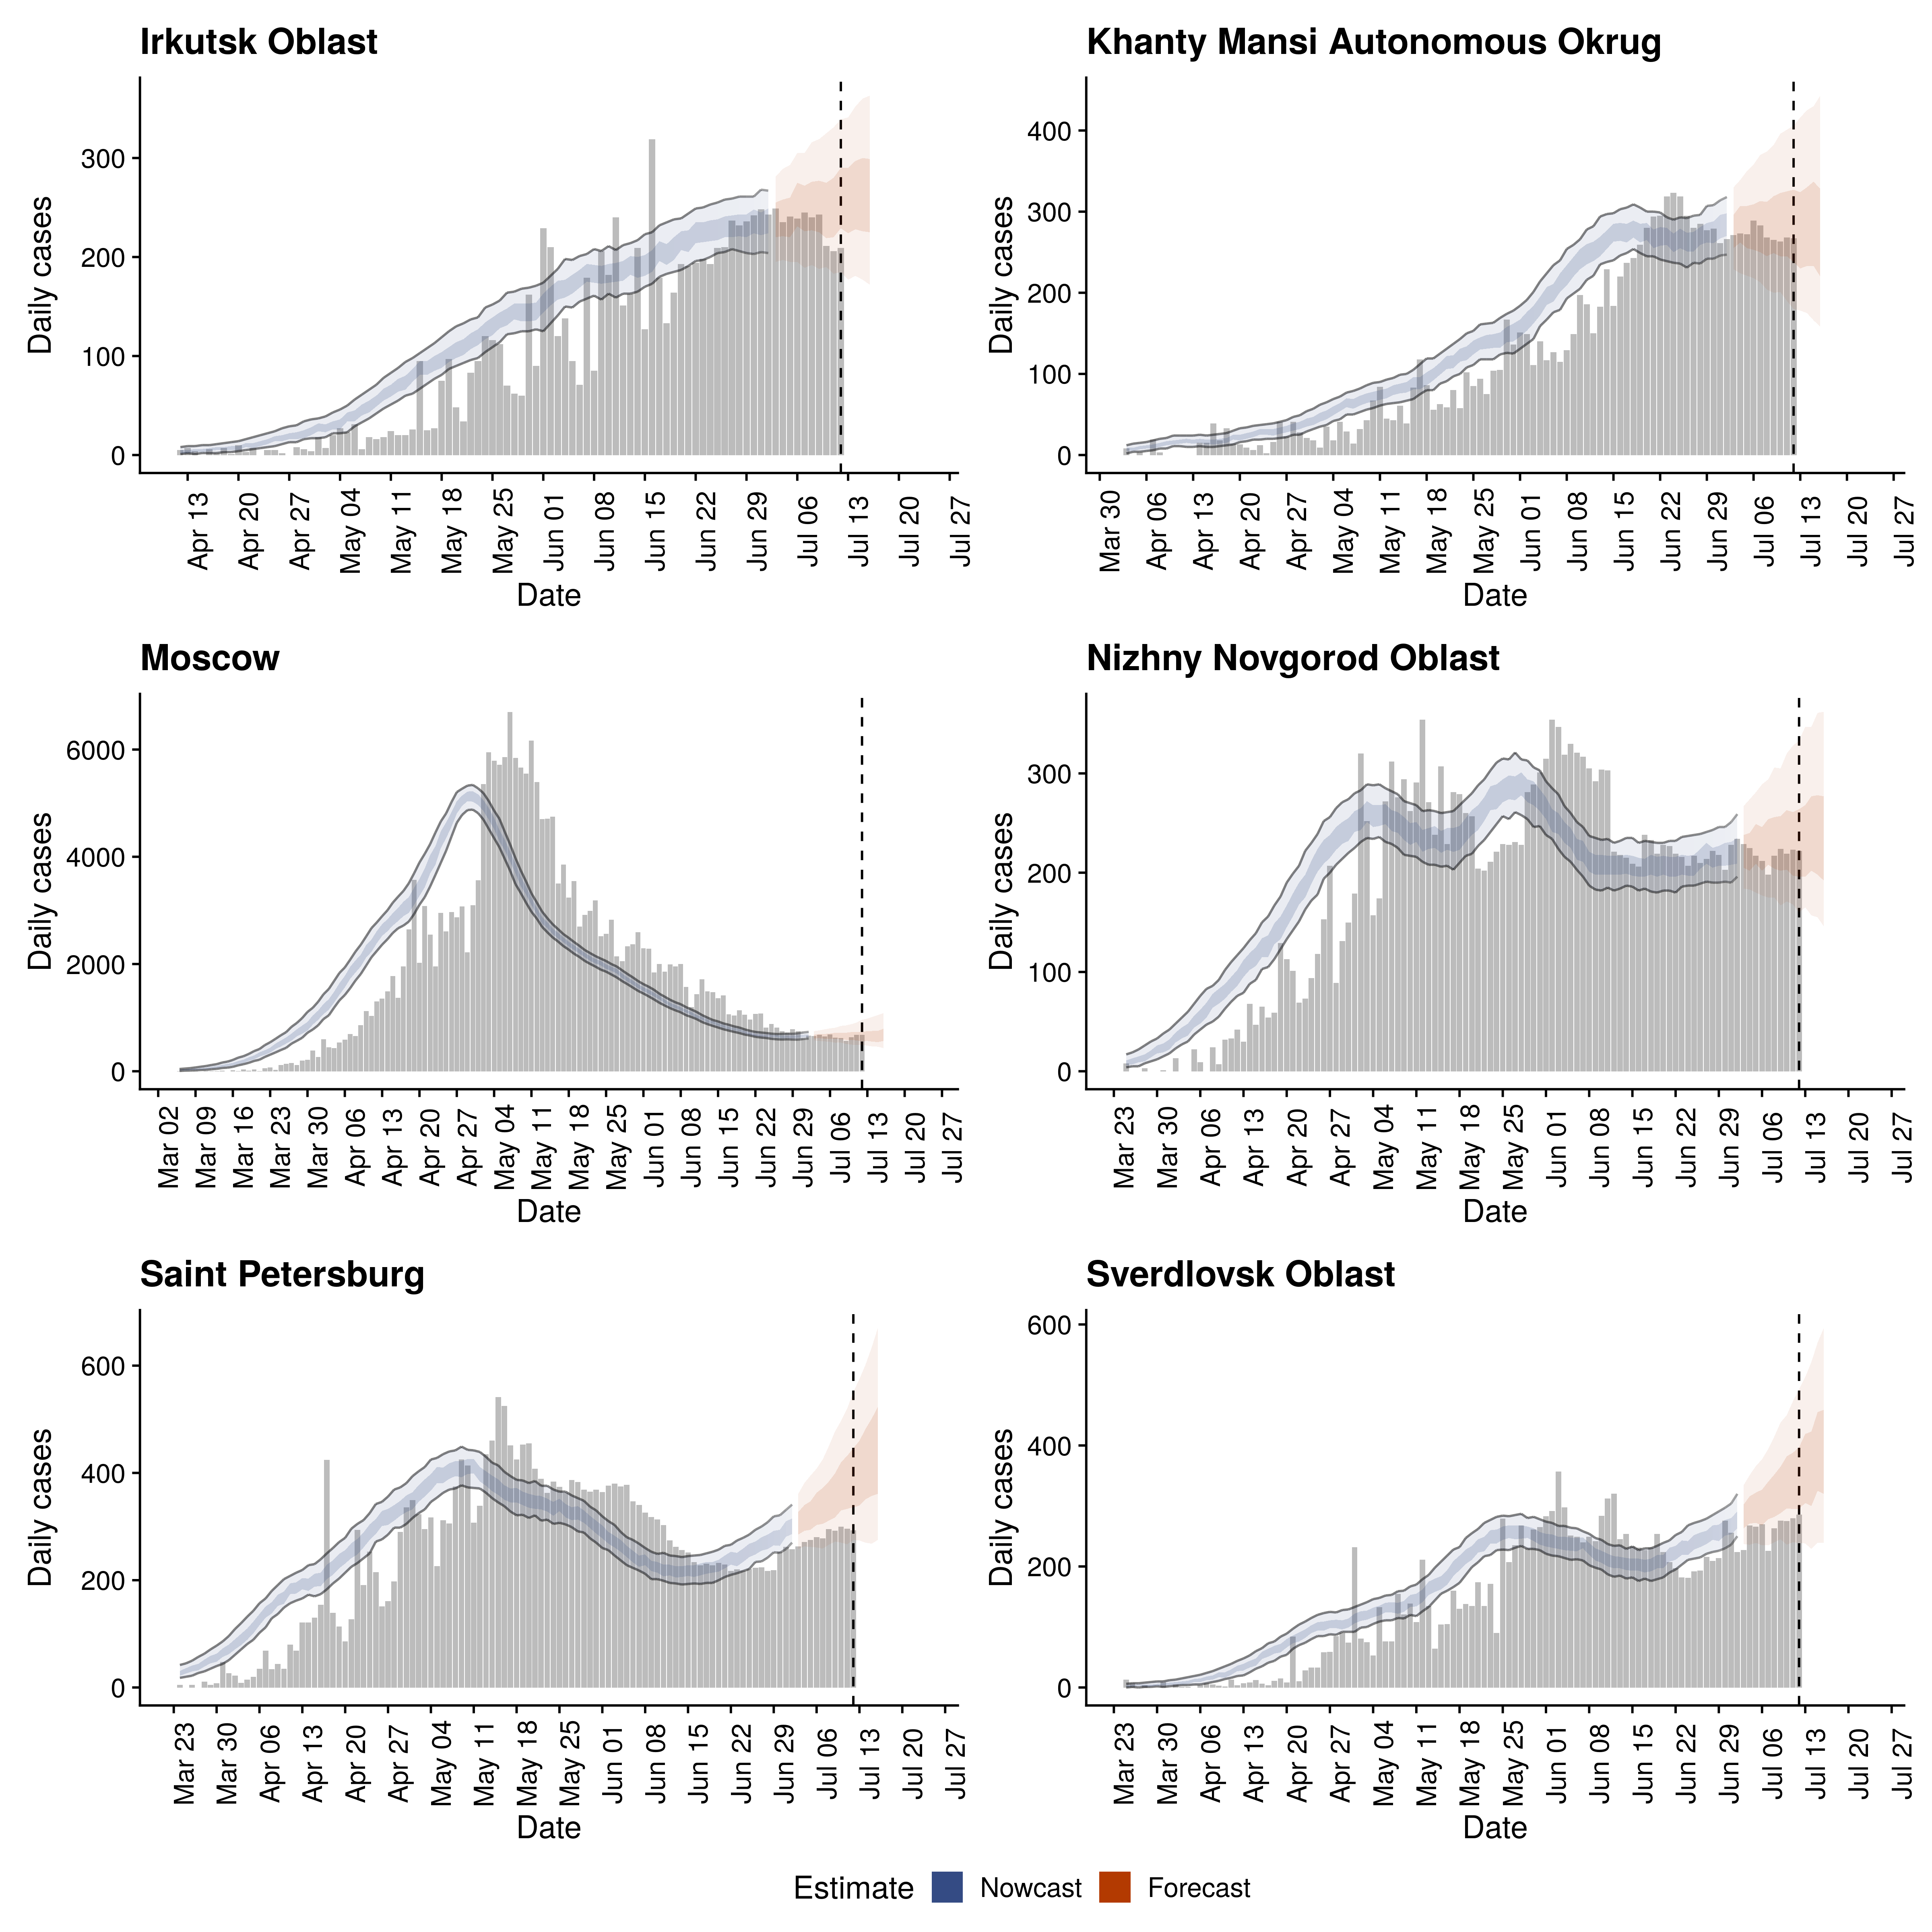 Irkutsk Oblast
Daily cases
300
200
100
0
Apr 13
Apr 20
Apr 27
May 04
May 11
May 18
May 25
Jun 01
Jun 08
Jun 15
Jun 22
Jun 29
Jul 06
Jul 13
Jul 20
Jul 27
Date
Khanty Mansi Autonomous Okrug
Daily cases
400
300
200
100
0
Mar 30
Apr 06
Apr 13
Apr 20
Apr 27
May 04
May 11
May 18
May 25
Jun 01
Jun 08
Jun 15
Jun 22
Jun 29
Jul 06
Jul 13
Jul 20
Jul 27
Date
Moscow
Daily cases
6000
4000
2000
0
Mar 02
Mar 09
Mar 16
Mar 23
Mar 30
Apr 06
Apr 13
Apr 20
Apr 27
May 04
May 11
May 18
May 25
Jun 01
Jun 08
Jun 15
Jun 22
Jun 29
Jul 06
Jul 13
Jul 20
Jul 27
Date
Nizhny Novgorod Oblast
Daily cases
300
200
100
0
Mar 23
Mar 30
Apr 06
Apr 13
Apr 20
Apr 27
May 04
May 11
May 18
May 25
Jun 01
Jun 08
Jun 15
Jun 22
Jun 29
Jul 06
Jul 13
Jul 20
Jul 27
Date
Saint Petersburg
Daily cases
600
400
200
0
Mar 23
Mar 30
Apr 06
Apr 13
Apr 20
Apr 27
May 04
May 11
May 18
May 25
Jun 01
Jun 08
Jun 15
Jun 22
Jun 29
Jul 06
Jul 13
Jul 20
Jul 27
Date
Sverdlovsk Oblast
Daily cases
600
400
200
0
Mar 23
Mar 30
Apr 06
Apr 13
Apr 20
Apr 27
May 04
May 11
May 18
May 25
Jun 01
Jun 08
Jun 15
Jun 22
Jun 29
Jul 06
Jul 13
Jul 20
Jul 27
Date
Estimate Nowcast Forecast